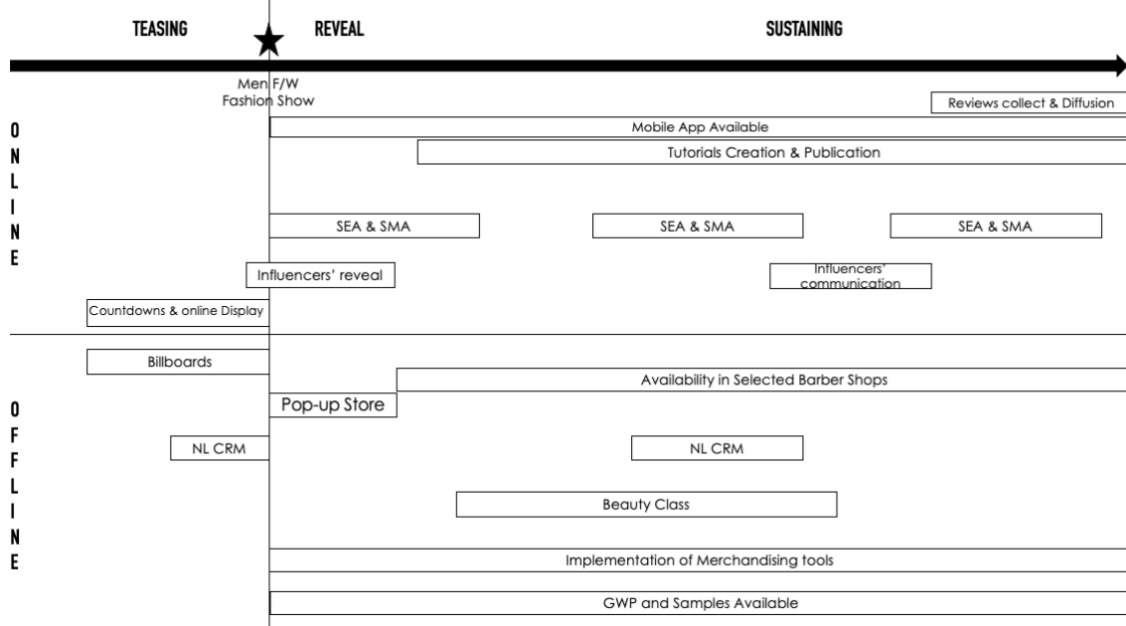 TEASING
REVEAL
SUSTAINING
Men F/W
Fashion Show
ONLINE
Reviews collect & Diffusion
Mobile App Available
Tutorials Creation & Publication
SEA & SMA
SEA & SMA
SEA & SMA
Influencers' reveal
Influencers'
communication
Countdowns & online Display
OFFLINE
Billboards
Availability in Selected Barber Shops
Pop-up Store
NL CRM
NL CRM
Beauty Class
Implementation of Merchandising tools
GWP and Samples Available